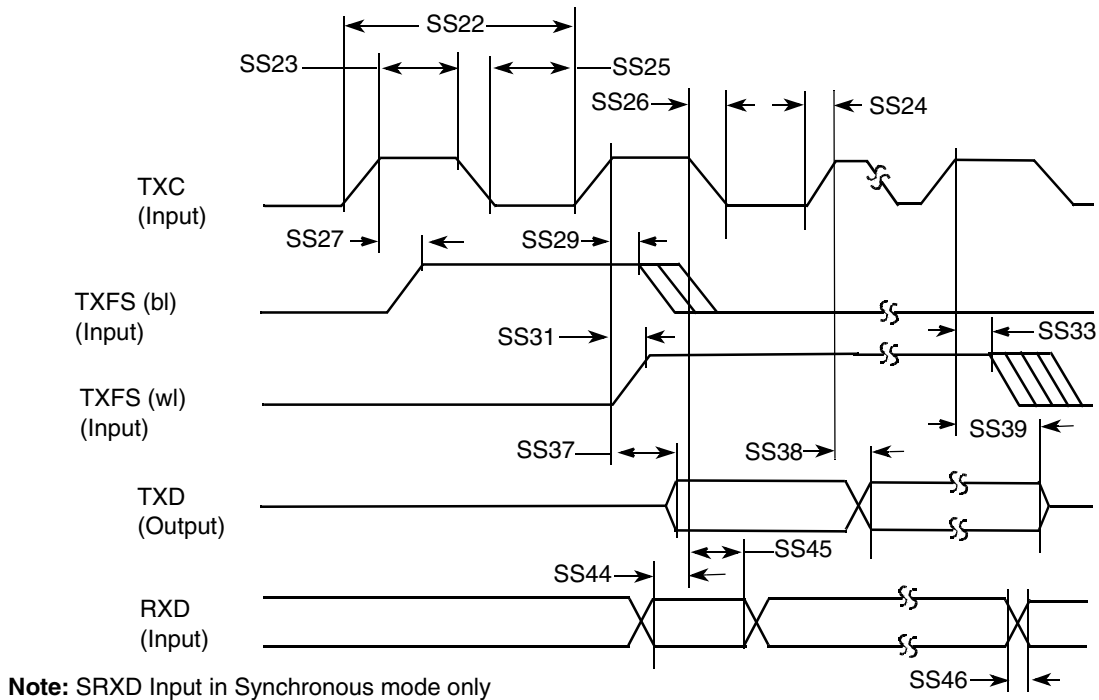 SS22
SS23
SS25
SS26
SS24
TXC
(Input)
SS27
SS29
TXFS (bl)
(Input)
SS31
SS33
TXFS (wl)
(Input)
SS39
SS37
SS38
TXD
(Output)
SS45
SS44
RXD
(Input)
SS46
Note: SRXD Input in Synchronous mode only